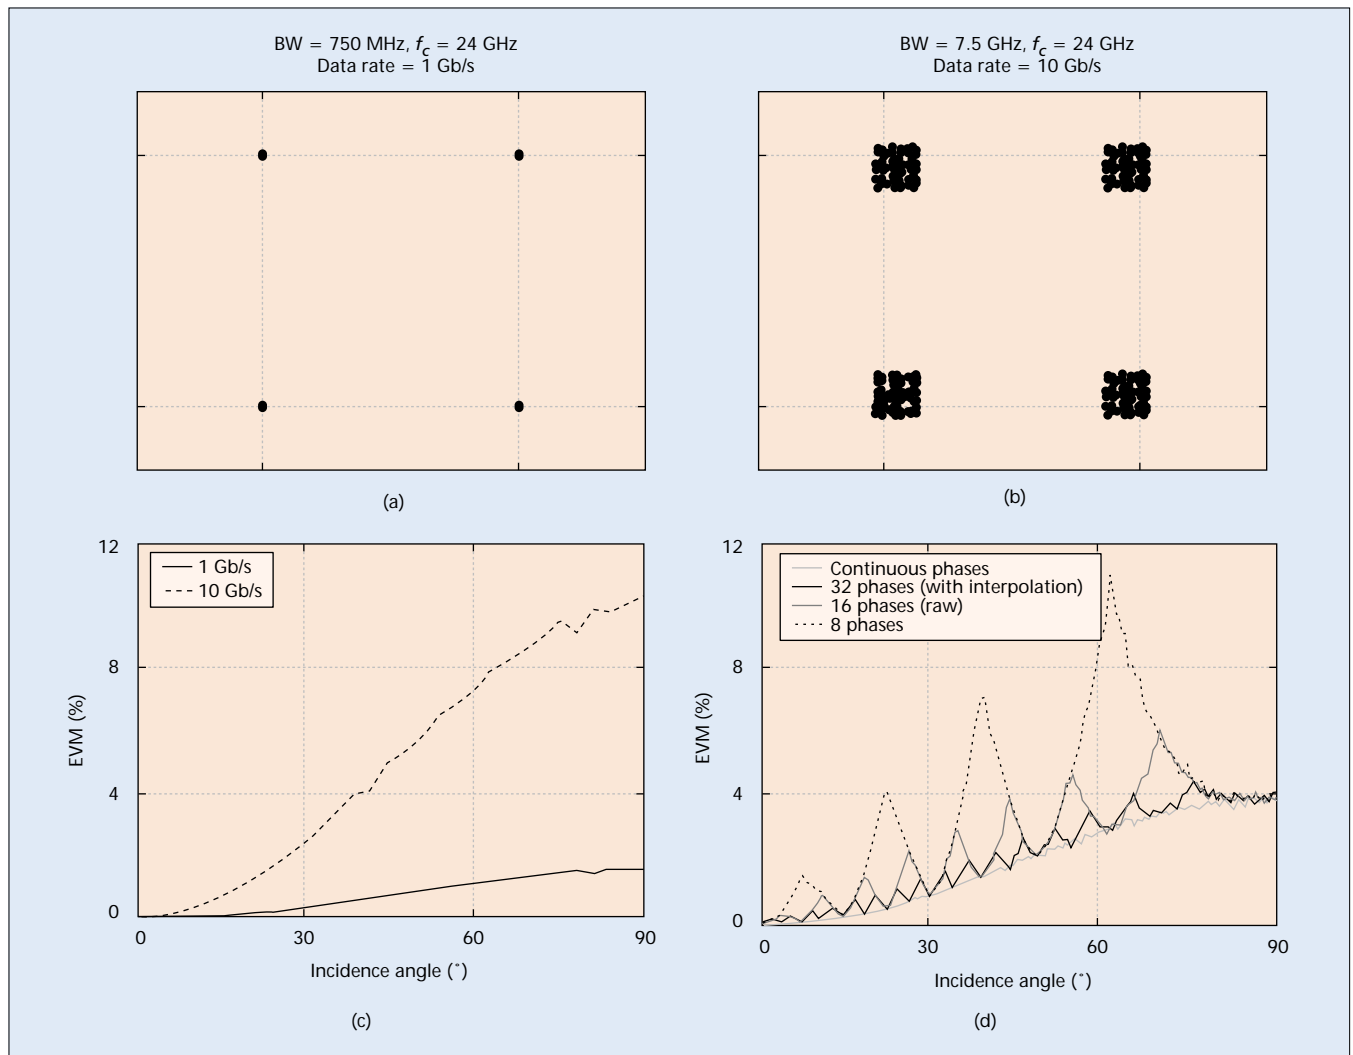 BW = 750 MHz, fc = 24 GHz
Data rate = 1 Gb/s
BW = 7.5 GHz, fc = 24 GHz
Data rate = 10 Gb/s
(a)
(b)
12
8
4
0
EVM (%)
1 Gb/s
10 Gb/s
0
30
60
90
Incidence angle (˚)
(c)
12
8
4
0
EVM (%)
Continuous phases
32 phases (with interpolation)
16 phases (raw)
8 phases
0
30
60
90
Incidence angle (˚)
(d)